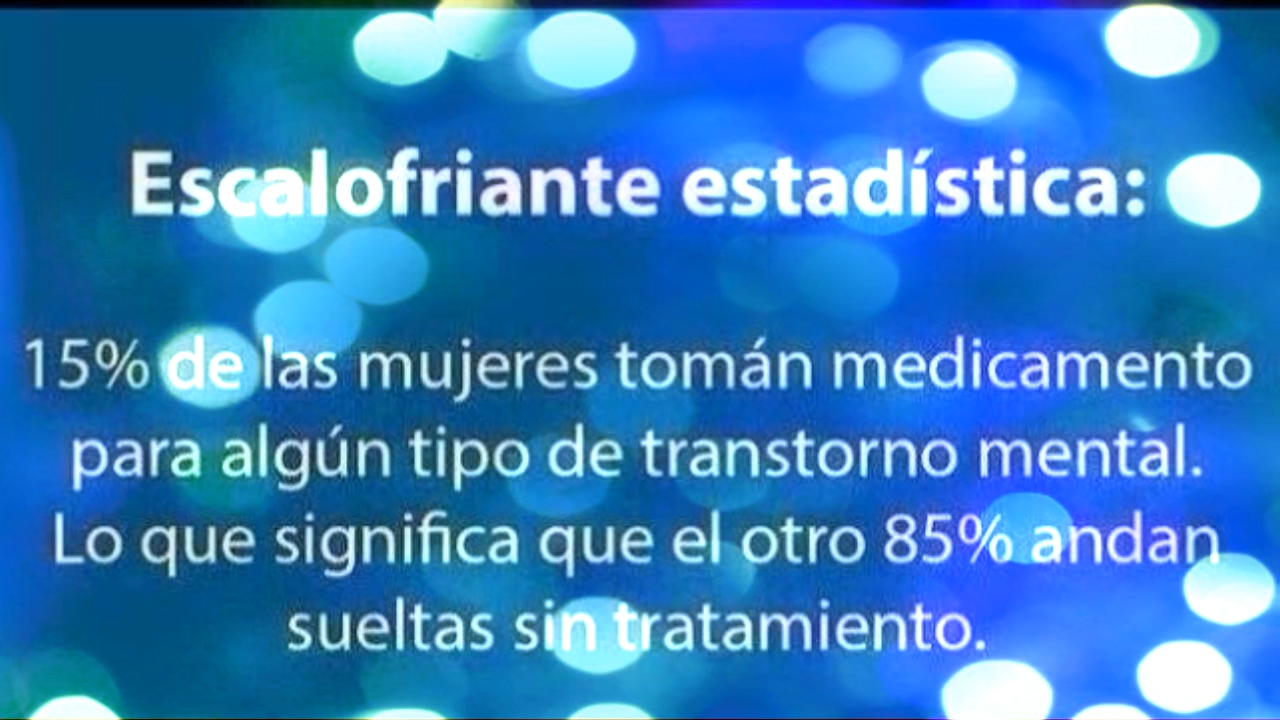 Escalofriante estadística:
15% de las mujeres tomán medicamento
para algún tipo de transtorno mental.
Lo que significa que el otro 85% andan
sueltas sin tratamiento.